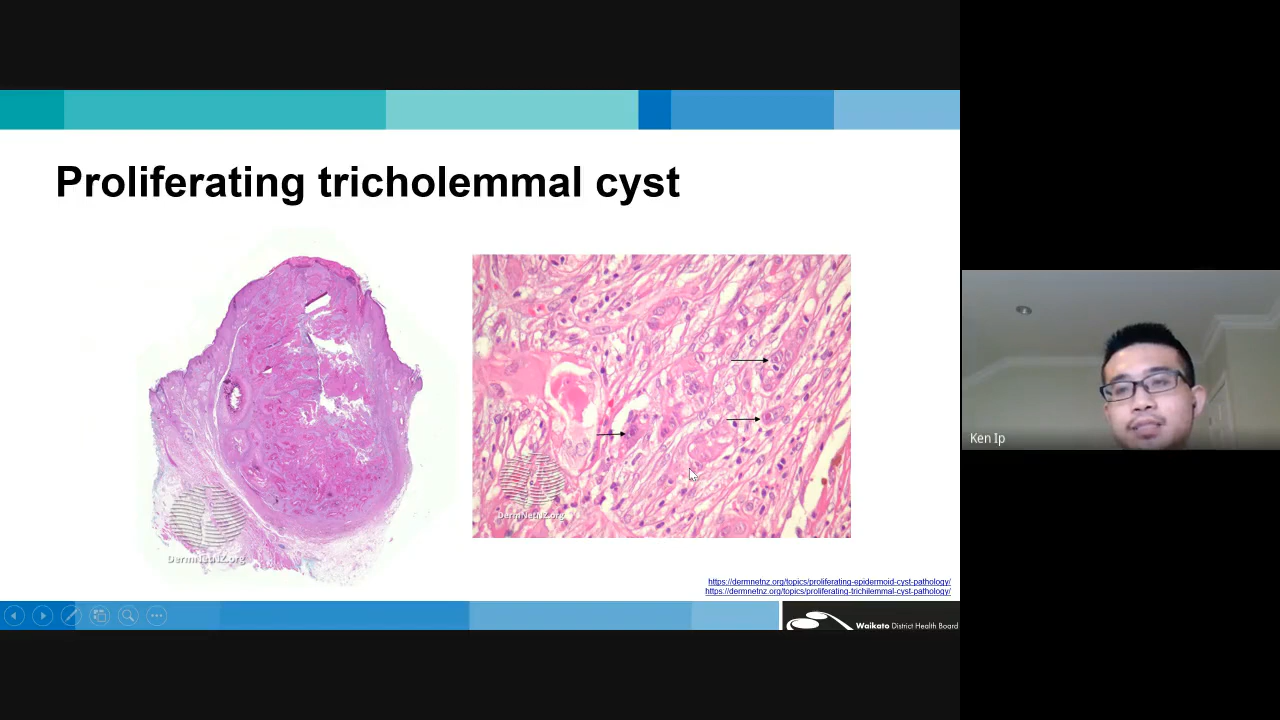 Proliferating tricholemmal cyst
DermNetNZ.org
DermNetNZ.org
https://dermnetnz.org/topics/proliferating-epidermoid-cyst-pathology/
https://dermnetnz.org/topics/proliferating-trichilemmal-cyst-pathology/
Waikato District Health Board
Ken Ip